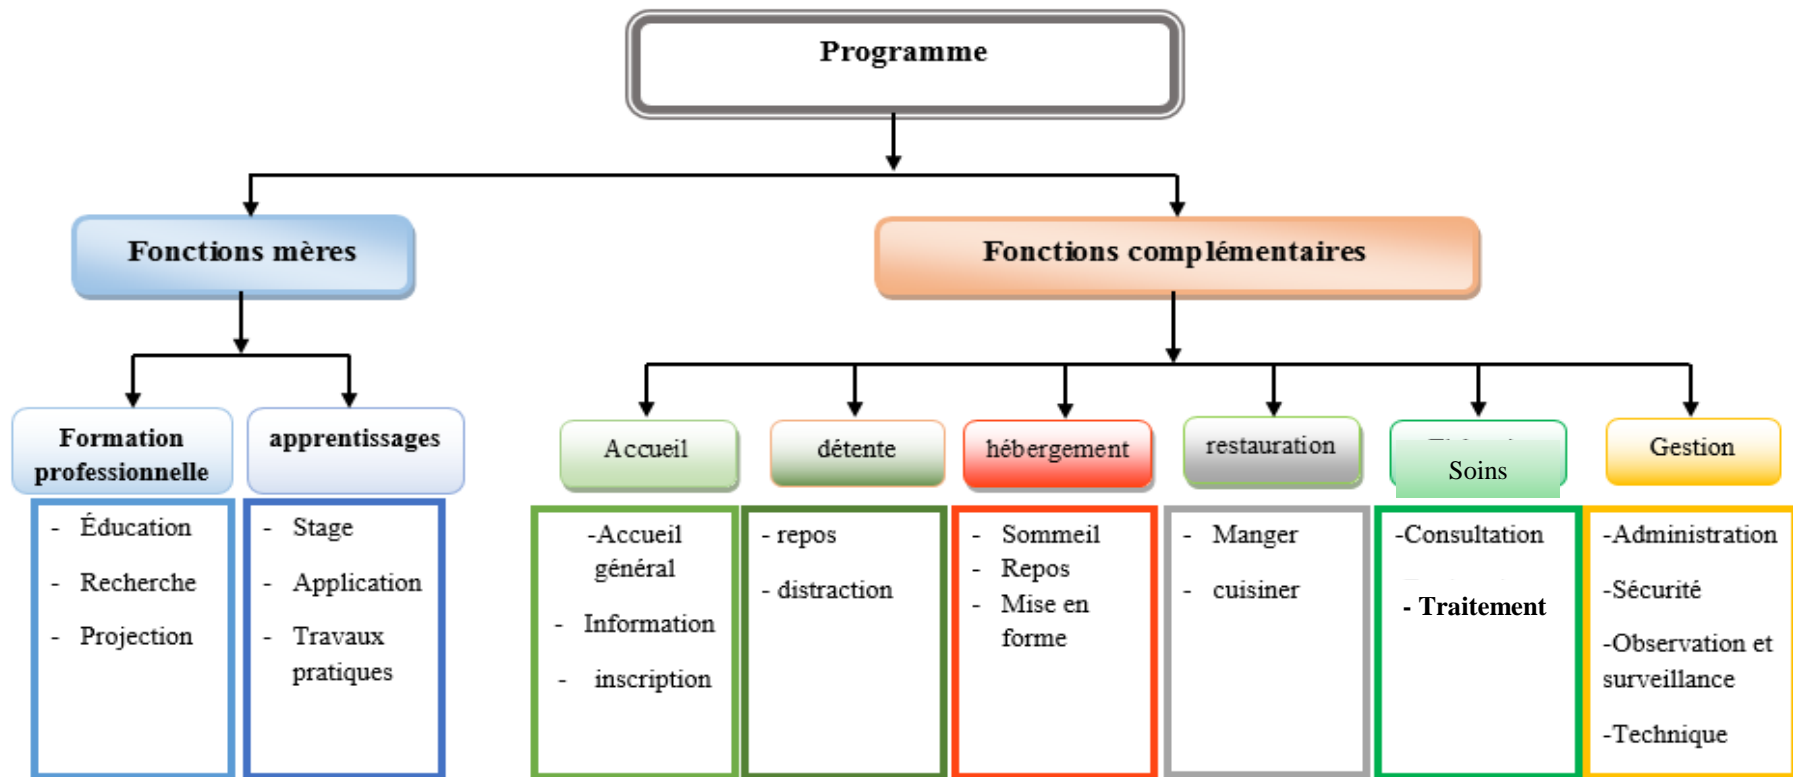 Programme
Fonctions mères
Fonctions complémentaires
Formation
professionnelle
apprentissages
Accueil
détente
hébergement
restauration
Soins
Gestion
- Éducation
- Recherche
- Projection
- Stage
- Application
- Travaux
pratiques
-Accueil
général
- Information
- inscription
- repos
- distraction
- Sommeil
- Repos
- Mise en
forme
- Manger
- cuisiner
-Consultation
- Traitement
-Administration
-Sécurité
-Observation et
surveillance
-Technique